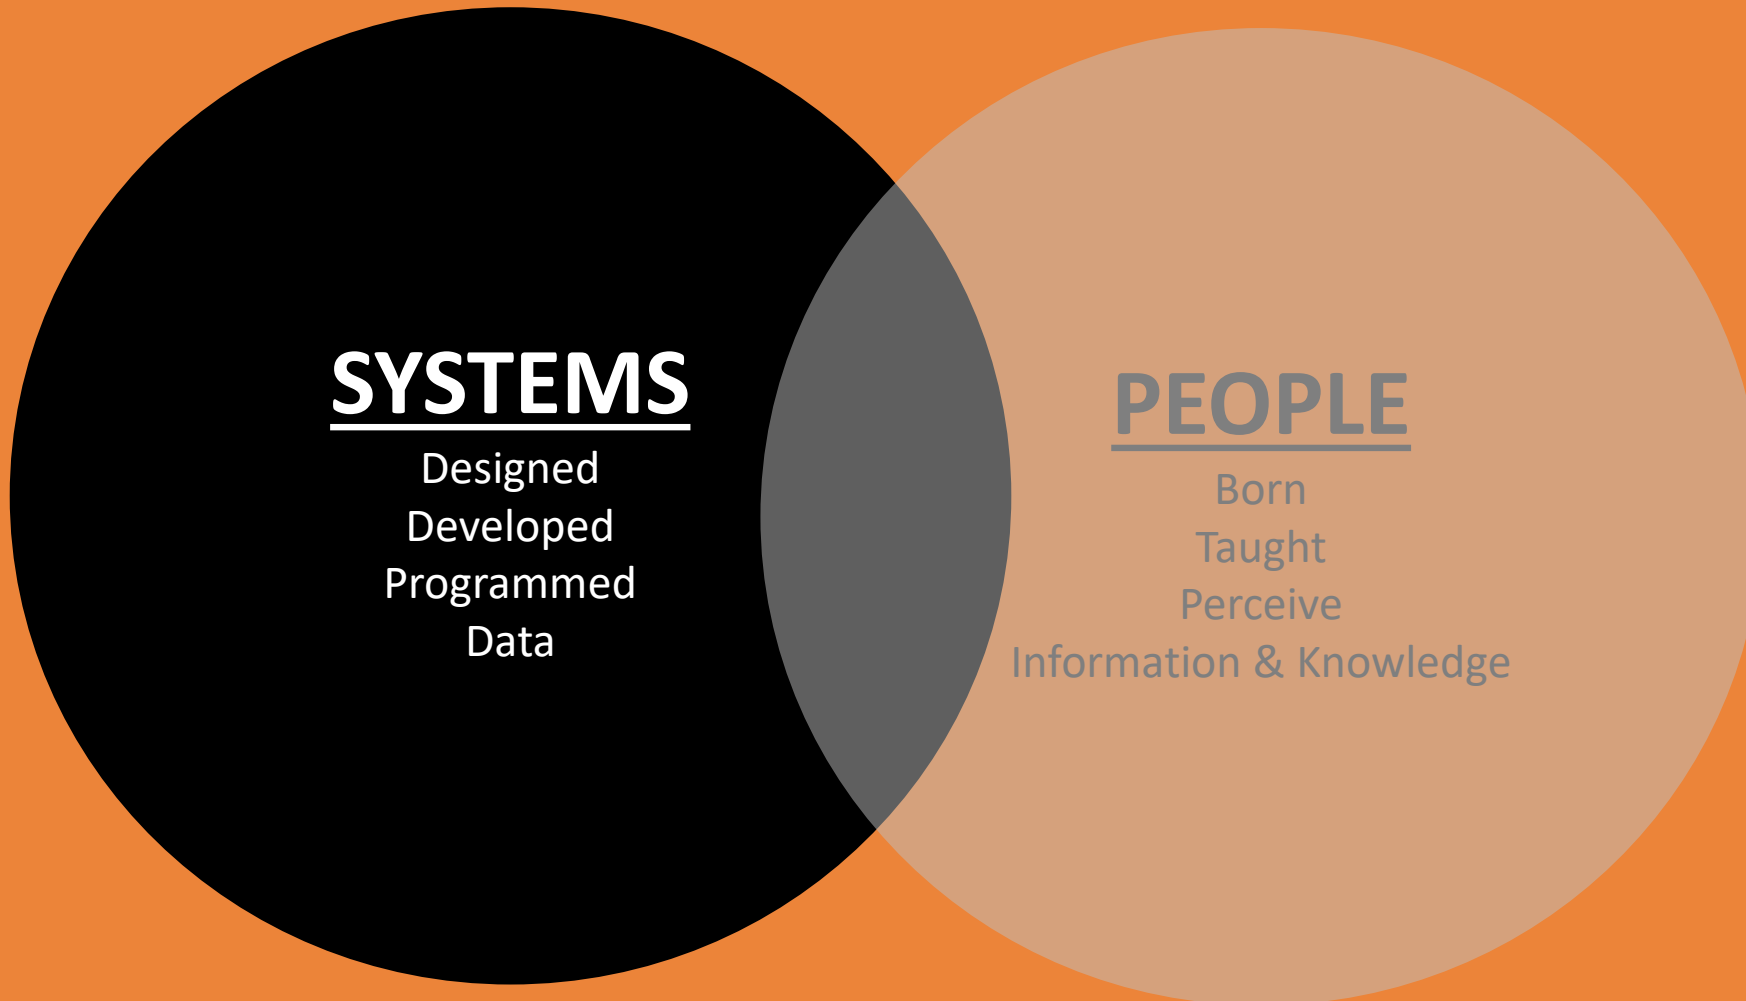 SYSTEMS
Designed
Developed
Programmed
Data
PEOPLE
Born
Taught
Perceive
Information & Knowledge